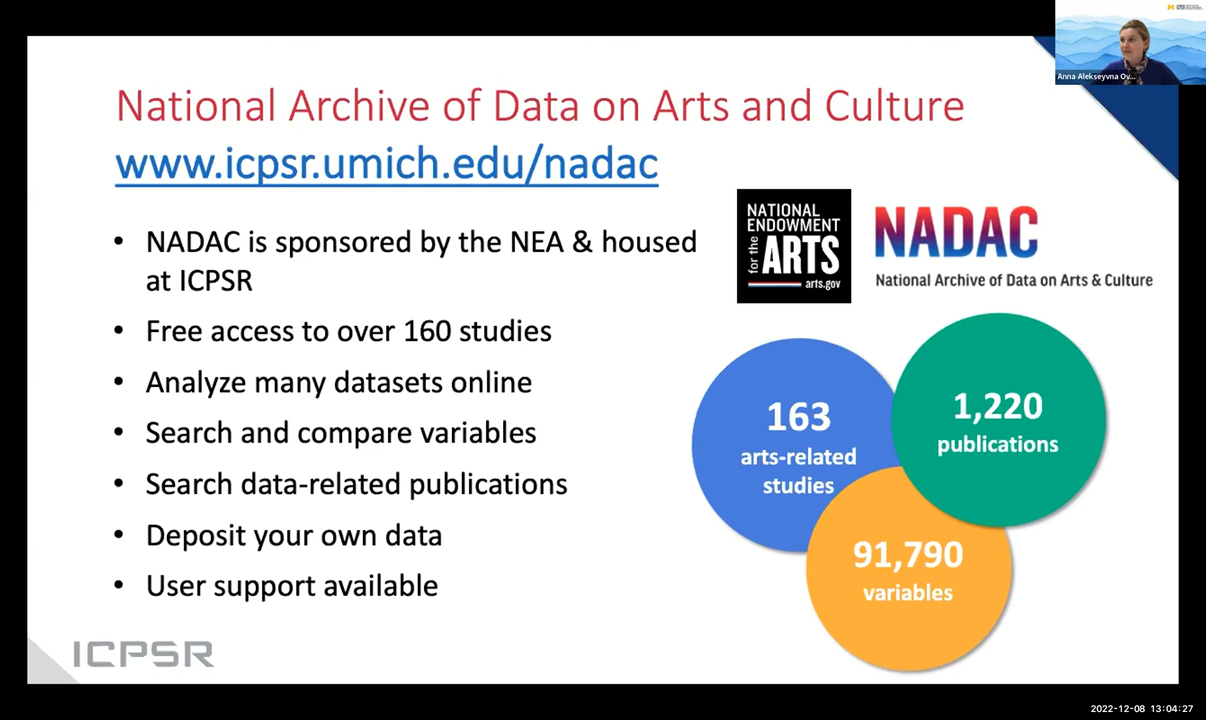 Anna Alekseyvna Ov...
National Archive of Data on Arts and Culture
www.icpsr.umich.edu/nadac
• NADAC is sponsored by the NEA & housed
at ICPSR
• Free access to over 160 studies
• Analyze many datasets online
• Search and compare variables
• Search data-related publications
• Deposit your own data
• User support available
NATIONAL
ENDOWMENT
for the
ARTS
arts.gov
NADAC
National Archive of Data on Arts & Culture
163
arts-related
studies
1,220
publications
91,790
variables
ICPSR
2022-12-08 13:04:27